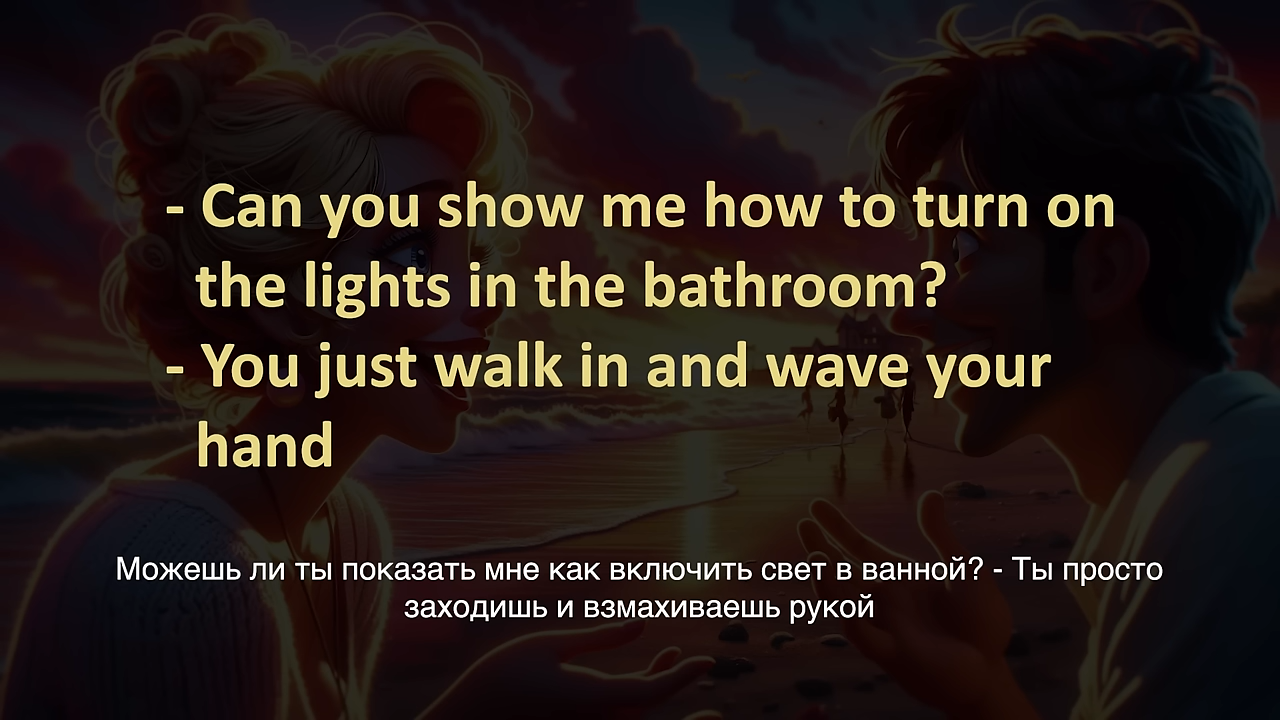 - Can you show me how to turn on
the lights in the bathroom?
- You just walk in and wave your
hand
Можешь ли ты показать мне как включить свет в ванной? - Ты просто
заходишь и взмахиваешь рукой